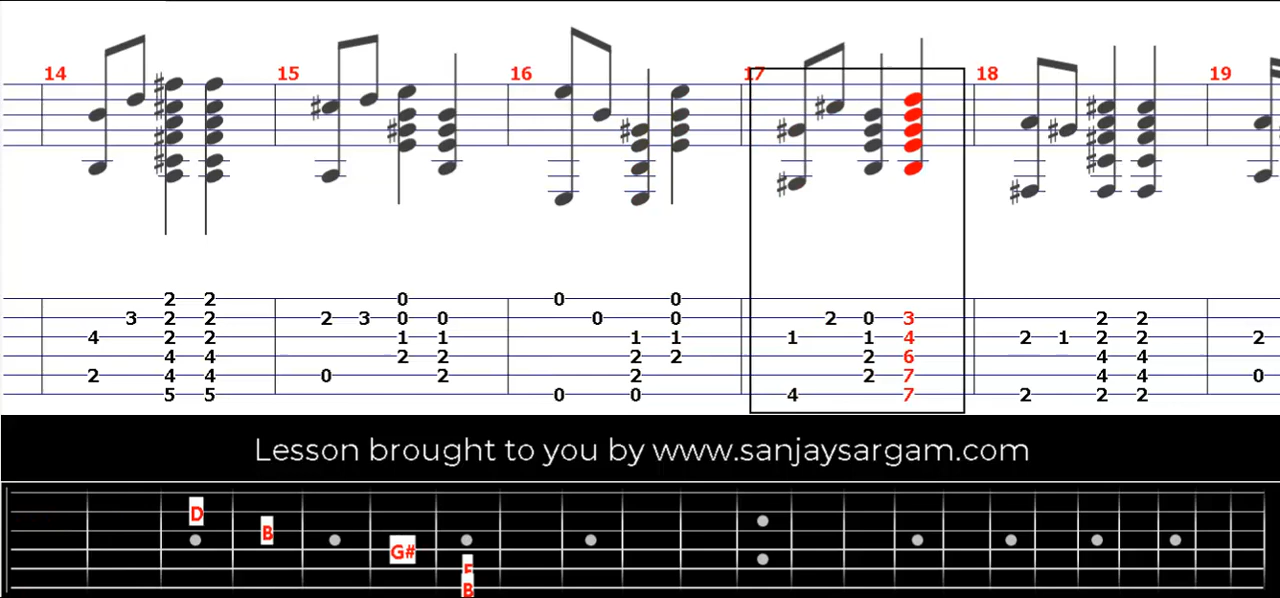 14 15 16 17 18 19
2 2 0 0 0
3 2 2 2 3 0 0 0 0 2 0 3 2 2
4 2 2 1 1 1 1 1 1 4 2 1 2 2 2
4 4 2 2 2 2 2 6 4 4
2 4 4 0 2 2 2 7 4 4 0
5 5 0 0 4 7 2 2 2
Lesson brought to you by www.sanjaysargam.com
D
B
G#
B